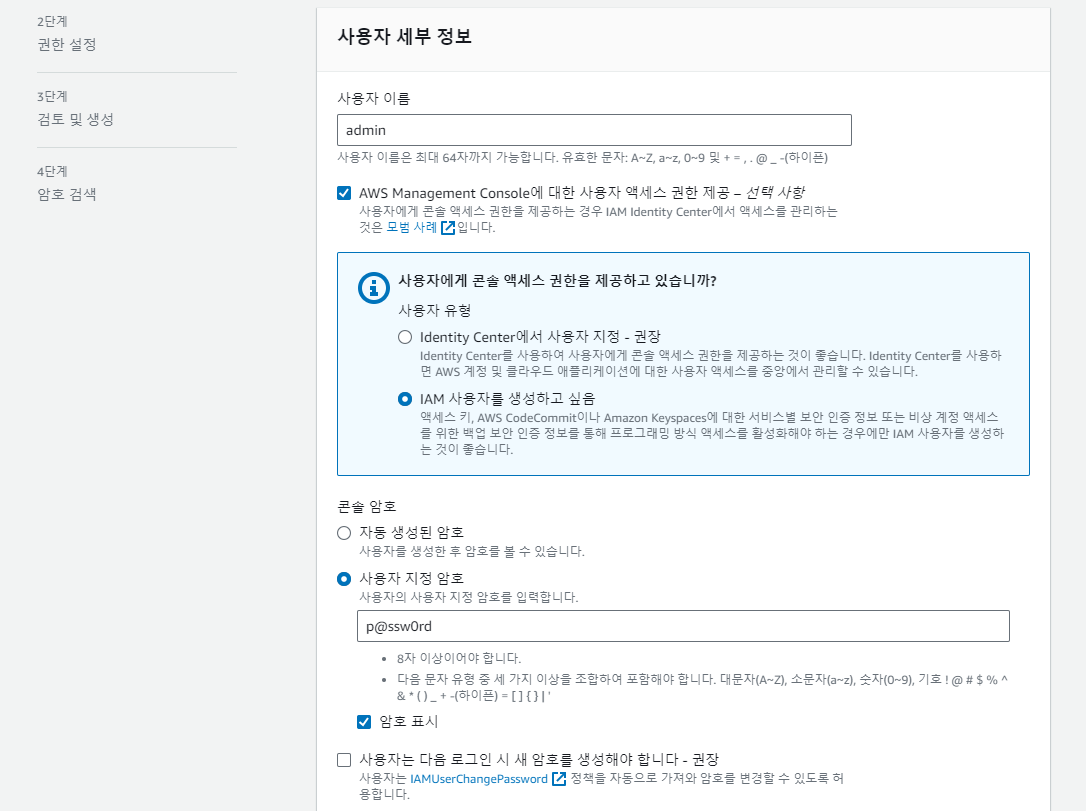 2단계
권한 설정
3단계
검토 및 생성
4단계
암호 검색
사용자 세부 정보
사용자 이름
admin
사용자 이름은 최대 64자까지 가능합니다. 유효한 문자: A~Z, a~z, 0~9 및 + = , . @ _ -(하이픈)
AWS Management Console에 대한 사용자 액세스 권한 제공 – 선택 사항
사용자에게 콘솔 액세스 권한을 제공하는 경우 IAM Identity Center에서 액세스를 관리하는
것은 모범 사례 입니다.
사용자에게 콘솔 액세스 권한을 제공하고 있습니까?
사용자 유형
Identity Center에서 사용자 지정 - 권장
Identity Center를 사용하여 사용자에게 콘솔 액세스 권한을 제공하는 것이 좋습니다. Identity Center를 사용하
면 AWS 계정 및 클라우드 애플리케이션에 대한 사용자 액세스를 중앙에서 관리할 수 있습니다.
IAM 사용자를 생성하고 싶음
액세스 키, AWS CodeCommit이나 Amazon Keyspaces에 대한 서비스별 보안 인증 정보 또는 비상 계정 액세스
를 위한 백업 보안 인증 정보를 통해 프로그래밍 방식 액세스를 활성화해야 하는 경우에만 IAM 사용자를 생성하
는 것이 좋습니다.
콘솔 암호
자동 생성된 암호
사용자를 생성한 후 암호를 볼 수 있습니다.
사용자 지정 암호
사용자의 사용자 지정 암호를 입력합니다.
p@ssw0rd
• 8자 이상이어야 합니다.
• 다음 문자 유형 중 세 가지 이상을 조합하여 포함해야 합니다. 대문자(A~Z), 소문자(a~z), 숫자(0~9), 기호 ! @ # $ % ^
& * ( ) _ + -(하이픈) = [ ] { } | '
암호 표시
사용자는 다음 로그인 시 새 암호를 생성해야 합니다 - 권장
사용자는 IAMUserChangePassword 정책을 자동으로 가져와 암호를 변경할 수 있도록 허
용합니다.